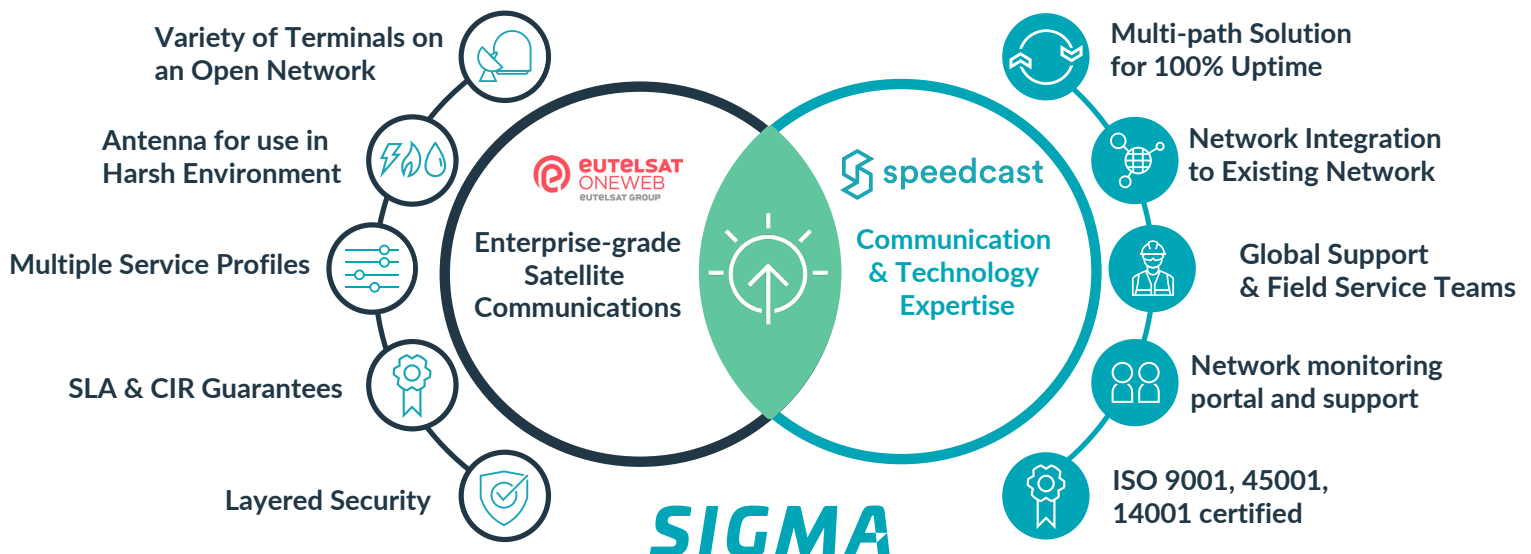 Variety of Terminals on
an Open Network
Antenna for use in
Harsh Environment
Multiple Service Profiles
SLA & CIR Guarantees
Layered Security
eutelsat
ONEWEB
eutelsat group
Enterprise-grade
Satellite
Communications
speedcast
Communication
& Technology
Expertise
Multi-path Solution
for 100% Uptime
Network Integration
to Existing Network
Global Support
& Field Service Teams
Network monitoring
portal and support
ISO 9001, 45001,
14001 certified
SIGMA